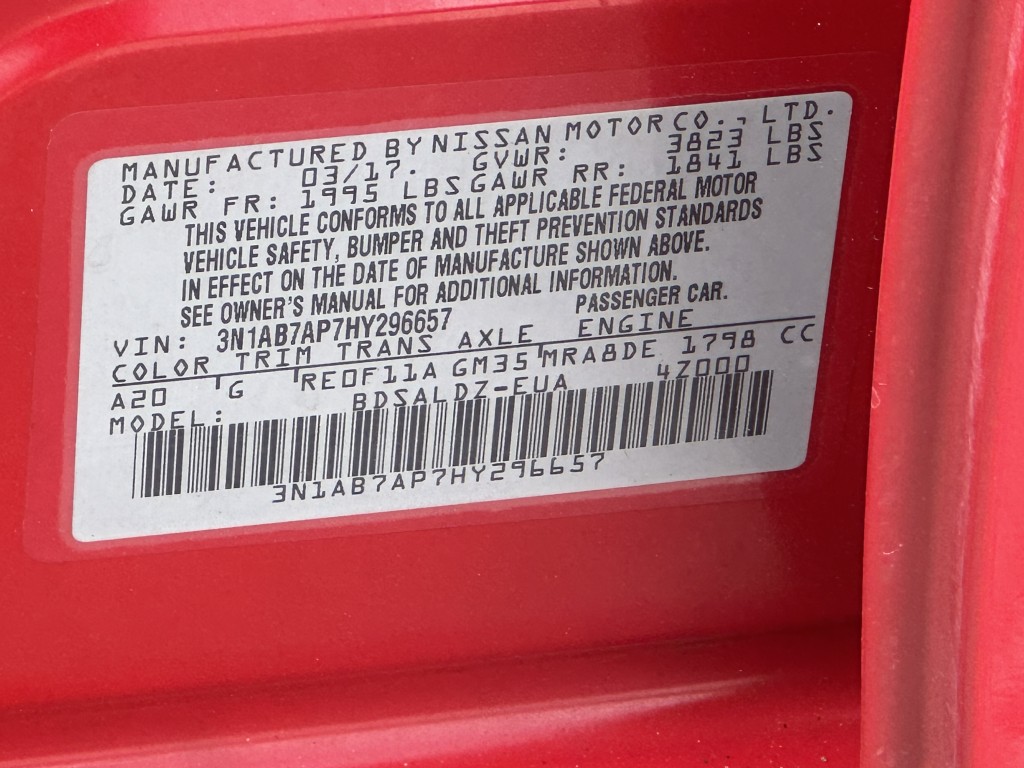 MANUFACTURED BY NISSAN MOTOR CO., LTD.
DATE: 03/17. GVWR: 3823 LBS
GAWR FR: 1995 LBS GAWR RR: 1841 LBS
THIS VEHICLE CONFORMS TO ALL APPLICABLE FEDERAL MOTOR
VEHICLE SAFETY, BUMPER AND THEFT PREVENTION STANDARDS
IN EFFECT ON THE DATE OF MANUFACTURE SHOWN ABOVE.
SEE OWNER'S MANUAL FOR ADDITIONAL INFORMATION.
VIN: 3N1AB7AP7HY296657 PASSENGER CAR.
COLOR TRIM TRANS AXLE ENGINE
A20 G RE0F11A GM35 MRA8DE 1798 CC
MODEL: BDSALDZ-EUA 4Z000
3N1AB7AP7HY296657